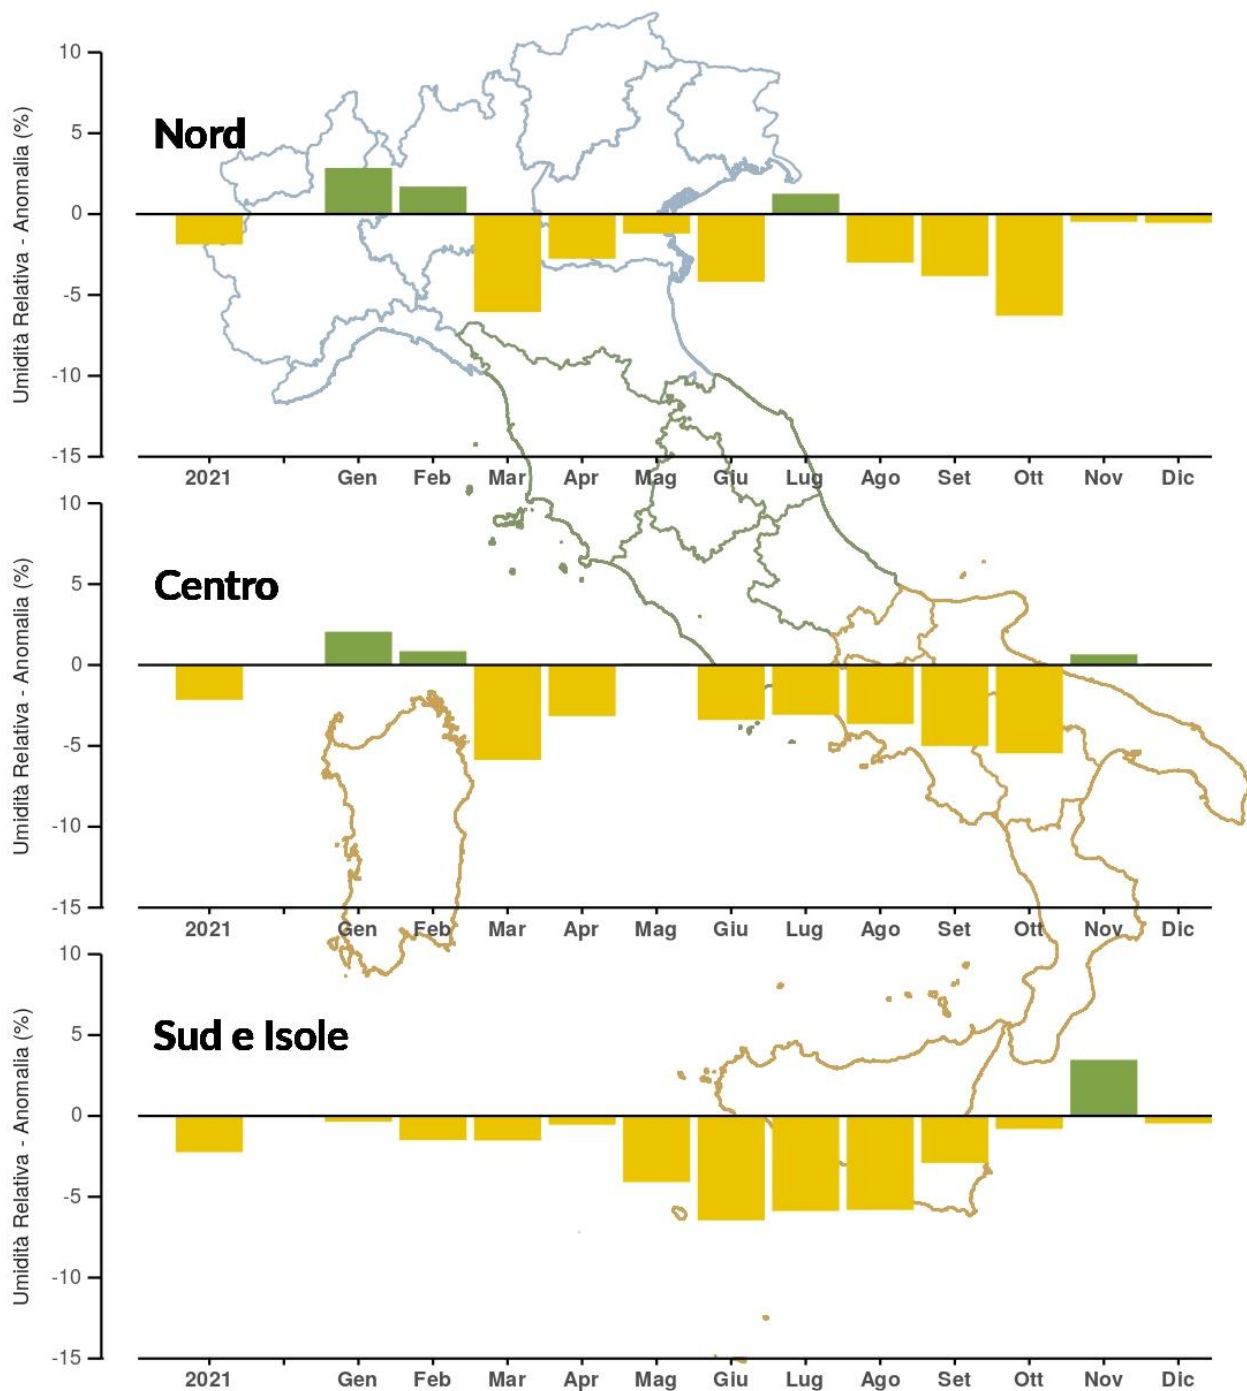 Nord
Umidità Relativa - Anomalia (%)
10
5
0
-5
-10
-15
2021 Gen Feb Mar Apr Mag Giu Lug Ago Set Ott Nov Dic
Centro
Umidità Relativa - Anomalia (%)
10
5
0
-5
-10
-15
2021 Gen Feb Mar Apr Mag Giu Lug Ago Set Ott Nov Dic
Sud e Isole
Umidità Relativa - Anomalia (%)
10
5
0
-5
-10
-15
2021 Gen Feb Mar Apr Mag Giu Lug Ago Set Ott Nov Dic